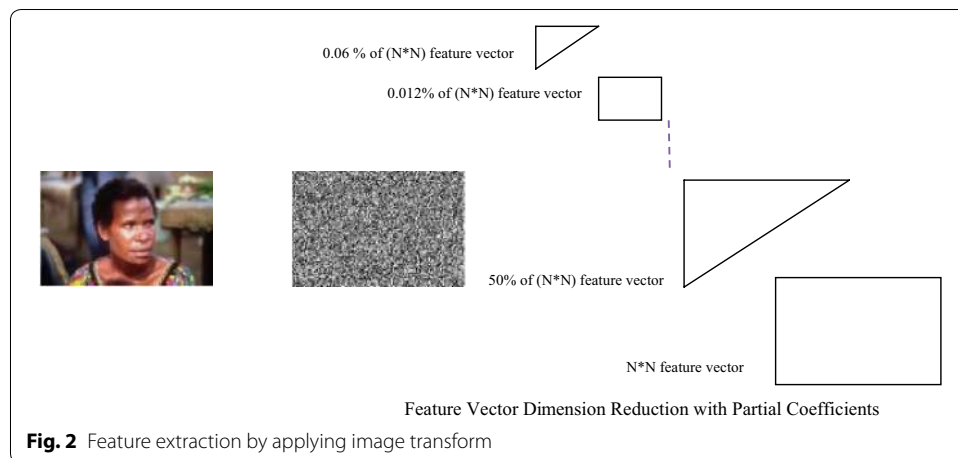 0.06 % of (N*N) feature vector
0.012% of (N*N) feature vector
50% of (N*N) feature vector
N*N feature vector
Feature Vector Dimension Reduction with Partial Coefficients
Fig. 2 Feature extraction by applying image transform